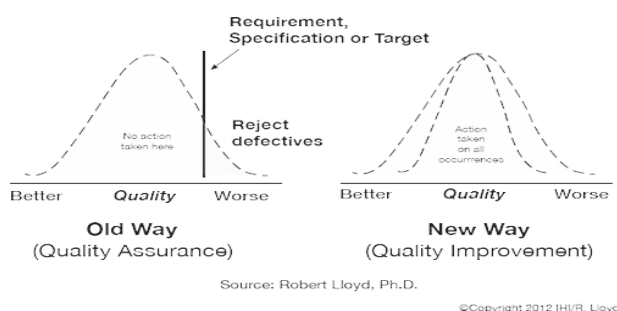 Requirement,
Specification or Target
No action
taken here
Reject
defectives
Action
taken
on all
occurrrences
Better
Quality
Worse
Better
Quality
Worse
Old Way
(Quality Assurance)
New Way
(Quality Improvement)
Source: Robert Lloyd, Ph.D.
©Copyright 2012 IHI/R. Lloyd